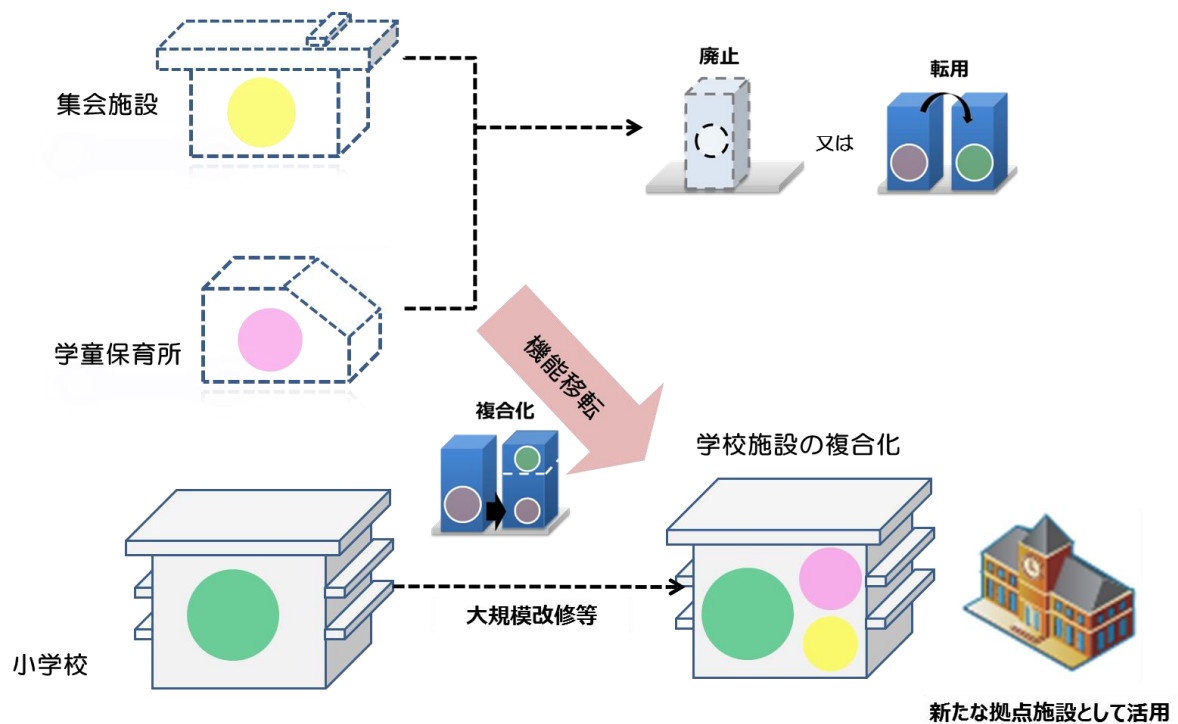 廃止
転用
集会施設
又は
学童保育所
機能移転
複合化
学校施設の複合化
大規模改修等
小学校
新たな拠点施設として活用